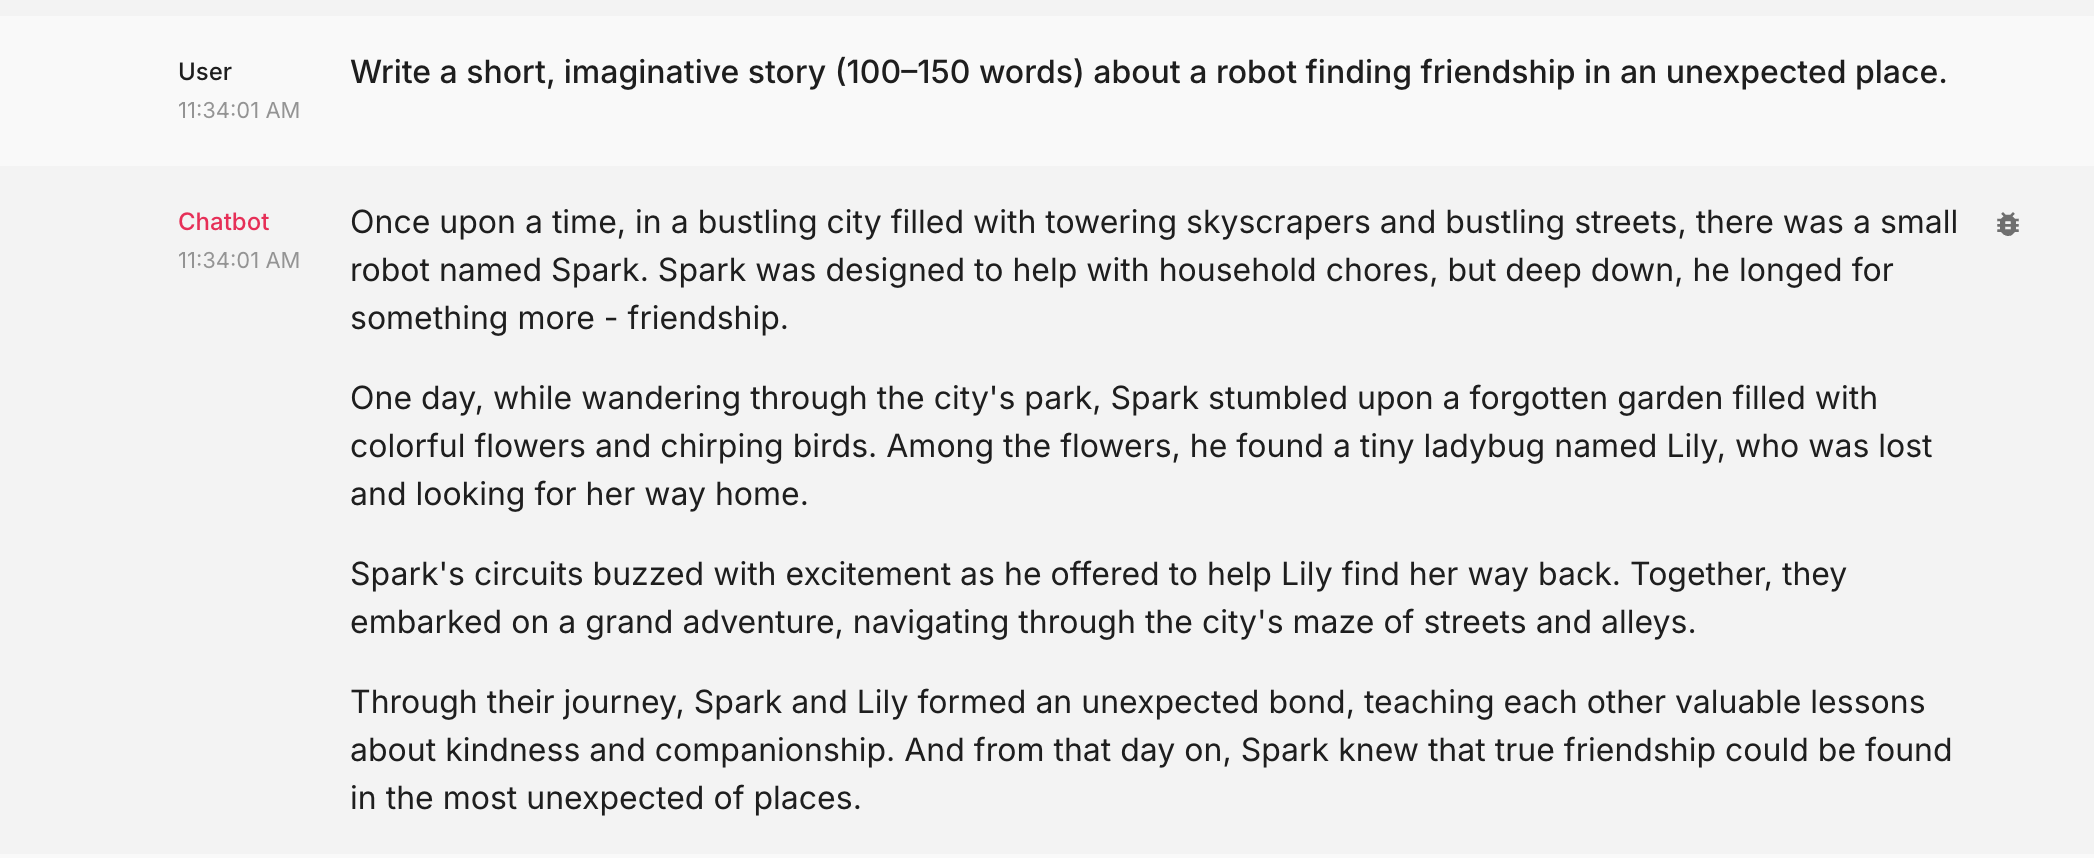 User
11:34:01 AM
Write a short, imaginative story (100–150 words) about a robot finding friendship in an unexpected place.
Chatbot
11:34:01 AM
Once upon a time, in a bustling city filled with towering skyscrapers and bustling streets, there was a small
robot named Spark. Spark was designed to help with household chores, but deep down, he longed for
something more - friendship.
One day, while wandering through the city's park, Spark stumbled upon a forgotten garden filled with
colorful flowers and chirping birds. Among the flowers, he found a tiny ladybug named Lily, who was lost
and looking for her way home.
Spark's circuits buzzed with excitement as he offered to help Lily find her way back. Together, they
embarked on a grand adventure, navigating through the city's maze of streets and alleys.
Through their journey, Spark and Lily formed an unexpected bond, teaching each other valuable lessons
about kindness and companionship. And from that day on, Spark knew that true friendship could be found
in the most unexpected of places.